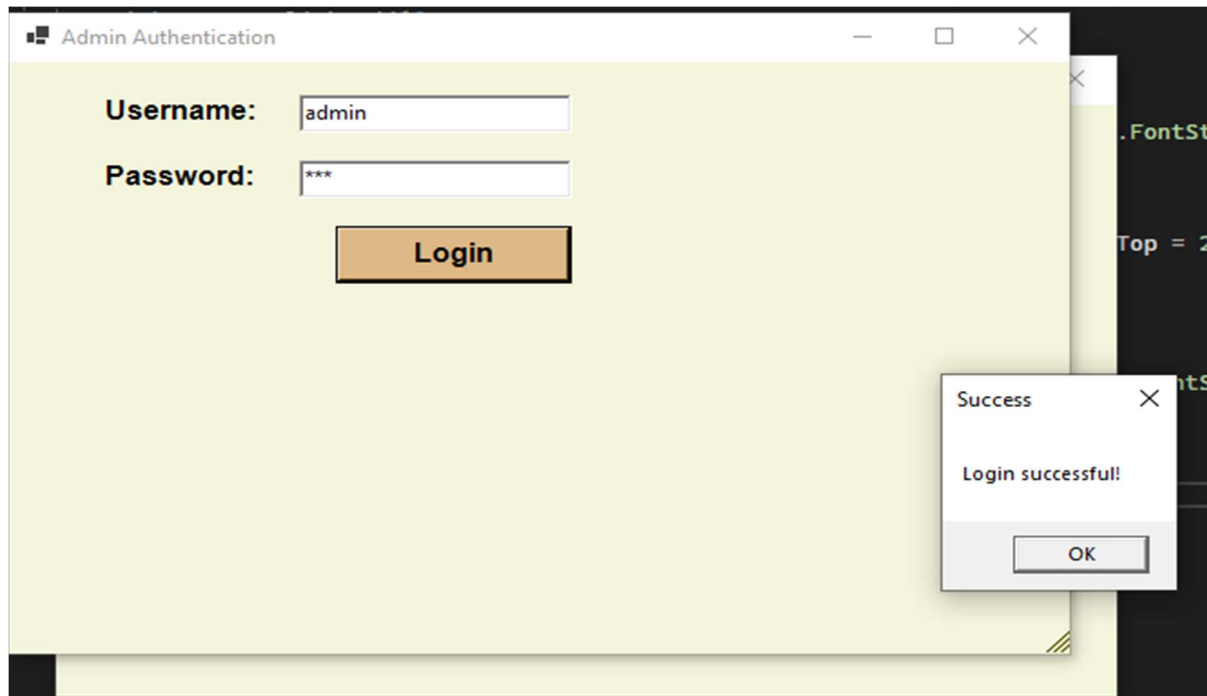 Admin Authentication
Username: admin
Password: ***
Login
.FontSt
Top = 2
ntS
Success
Login successful!
OK